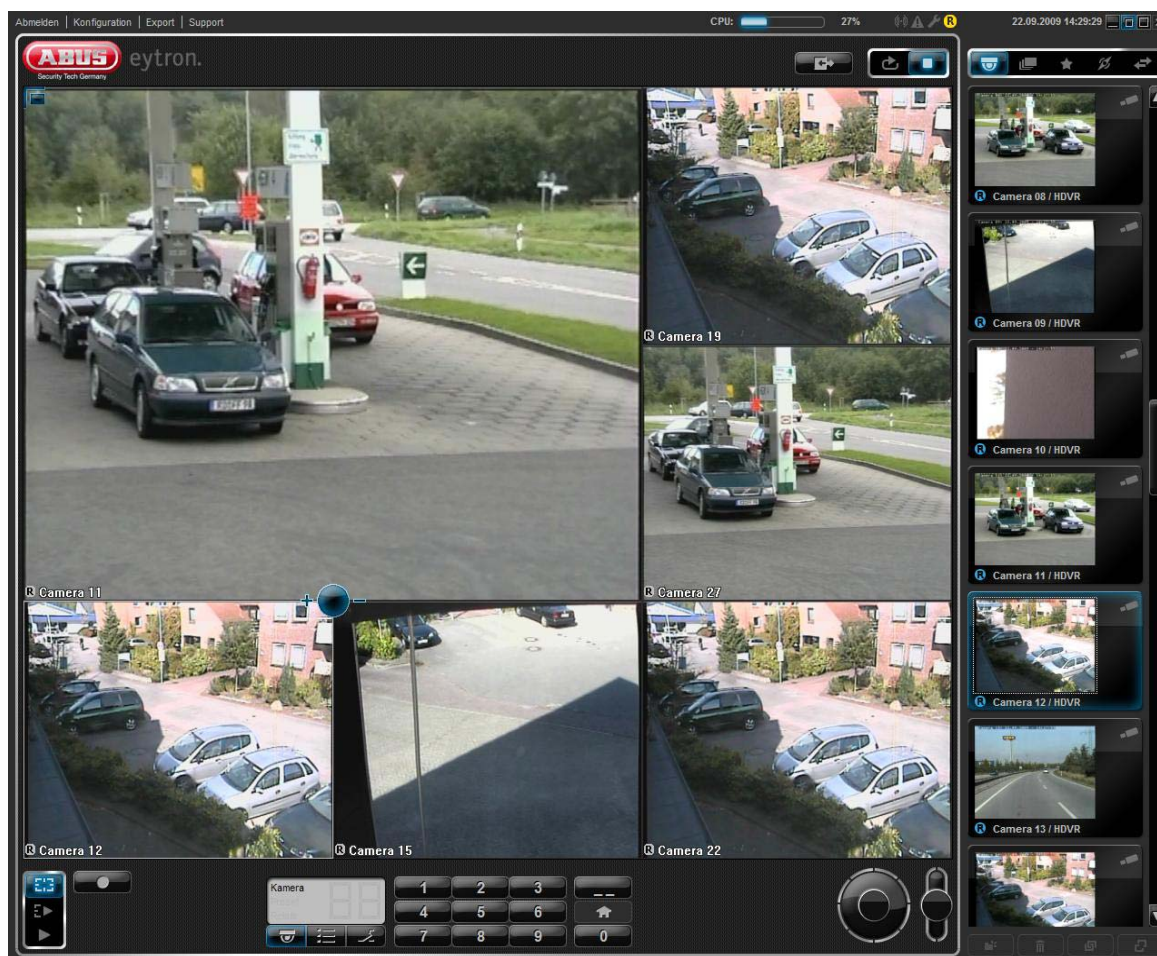 Abmelden | Konfiguration | Export | Support
CPU: 27%
R
22.09.2009 14:29:29
ABUS
Security Tech Germany
eytron.
R Camera 11
R Camera 19
R Camera 27
R Camera 12
R Camera 15
R Camera 22
R Camera 08 / HDVR
R Camera 09 / HDVR
R Camera 10 / HDVR
R Camera 11 / HDVR
R Camera 12 / HDVR
R Camera 13 / HDVR
Kamera
1 2 3 _ _
4 5 6
7 8 9 0